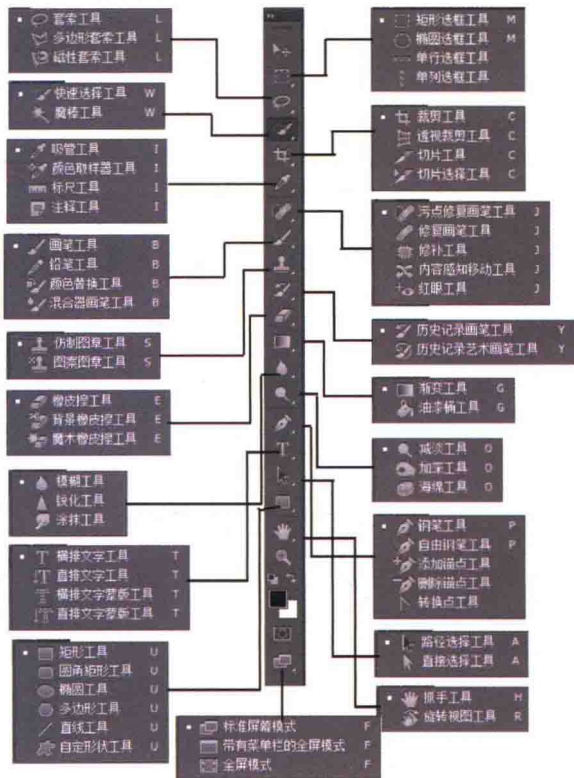 套索工具 L
多边形套索工具 L
磁性套索工具 L
快速选择工具 W
魔棒工具 W
吸管工具 I
颜色取样器工具 I
标尺工具 I
注释工具 I
画笔工具 B
铅笔工具 B
颜色替换工具 B
混合器画笔工具 B
仿制图章工具 S
图案图章工具 S
橡皮擦工具 E
背景橡皮擦工具 E
魔术橡皮擦工具 E
模糊工具
锐化工具
涂抹工具
横排文字工具 T
直排文字工具 T
横排文字蒙版工具 T
直排文字蒙版工具 T
矩形工具 U
圆角矩形工具 U
椭圆工具 U
多边形工具 U
直线工具 U
自定形状工具 U
标准屏幕模式 F
带有菜单栏的全屏模式 F
全屏模式 F
矩形选框工具 M
椭圆选框工具 M
单行选框工具
单列选框工具
裁剪工具 C
透视裁剪工具 C
切片工具 C
切片选择工具 C
污点修复画笔工具 J
修复画笔工具 J
修补工具 J
内容感知移动工具 J
红眼工具 J
历史记录画笔工具 Y
历史记录艺术画笔工具 Y
渐变工具 G
油漆桶工具 G
减淡工具 O
加深工具 O
海绵工具 O
钢笔工具 P
自由钢笔工具 P
添加锚点工具
删除锚点工具
转换点工具
路径选择工具 A
直接选择工具 A
抓手工具 H
旋转视图工具 R